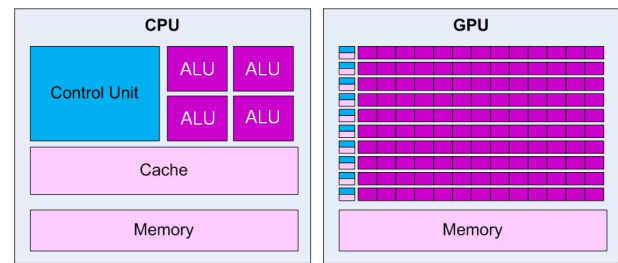 CPU
Control Unit
ALU ALU
ALU ALU
Cache
Memory
GPU
Memory